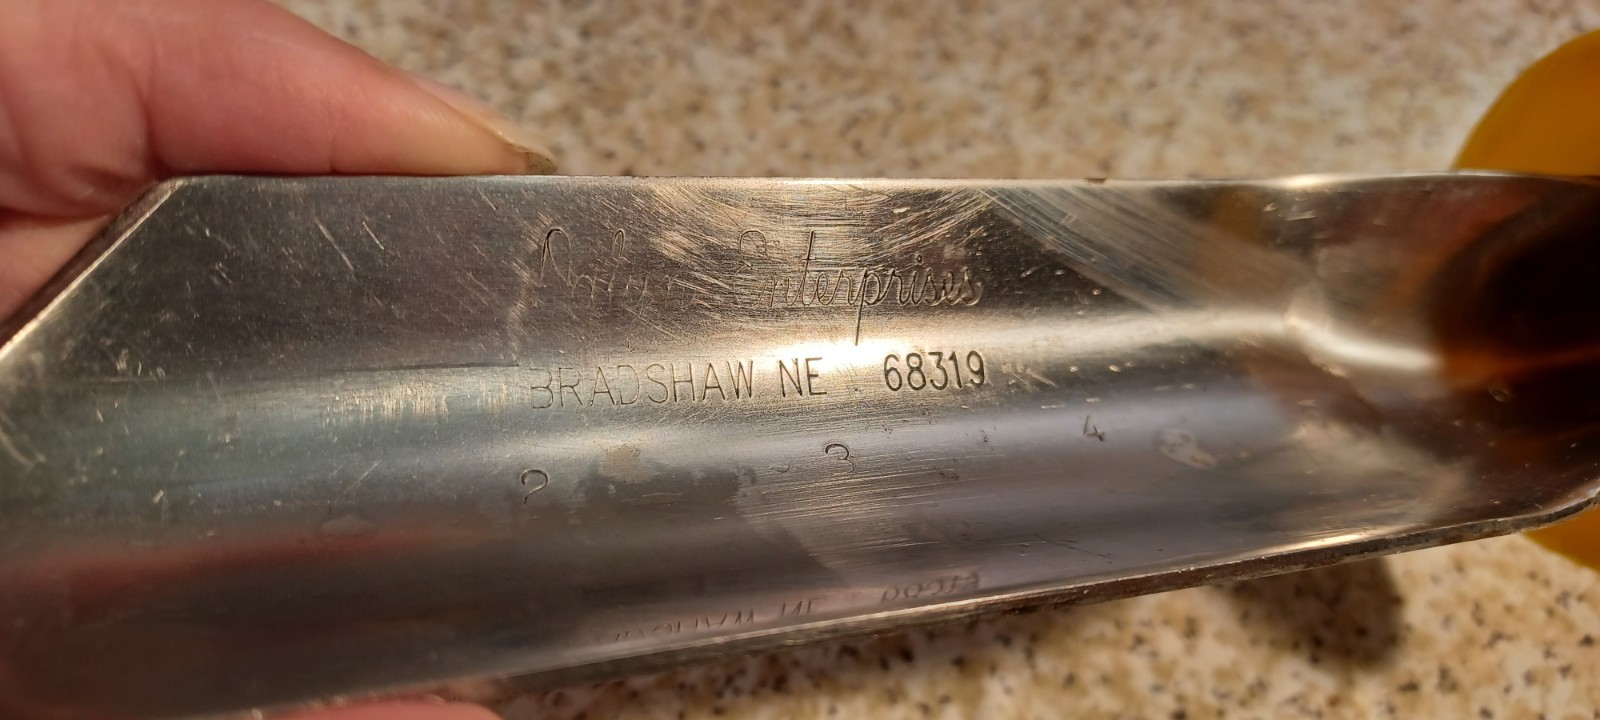 Enterprises
BRADSHAW NE. 68319
2 3 4